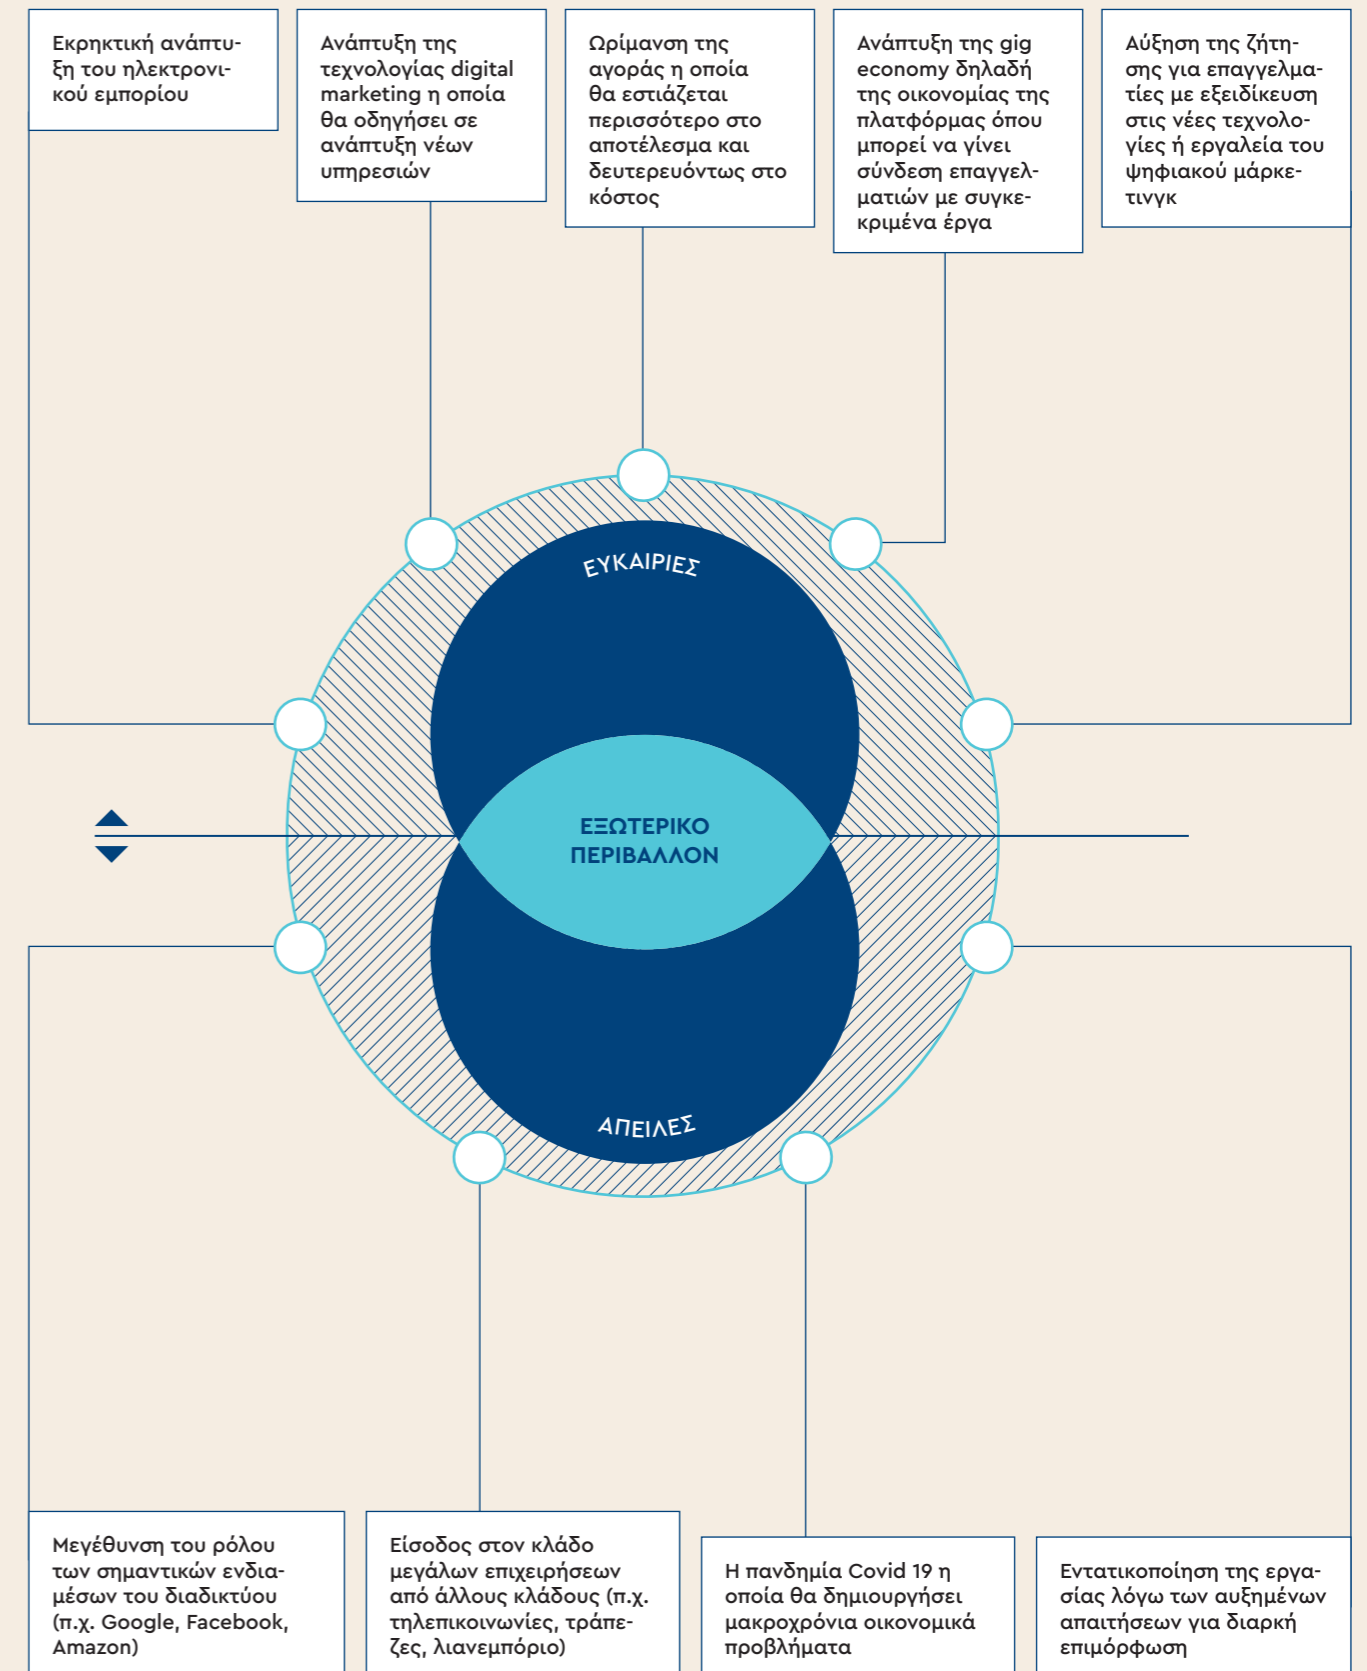 Εκρηκτική ανάπτυ-
ξη του ηλεκτρονι-
κού εμπορίου
Ανάπτυξη της
τεχνολογίας digital
marketing η οποία
θα οδηγήσει σε
ανάπτυξη νέων
υπηρεσιών
Ωρίμανση της
αγοράς η οποία
θα εστιάζεται
περισσότερο στο
αποτέλεσμα και
δευτερευόντως στο
κόστος
Ανάπτυξη της gig
economy δηλαδή
της οικονομίας της
πλατφόρμας όπου
μπορεί να γίνει
σύνδεση επαγγελ-
ματιών με συγκε-
κριμένα έργα
Αύξηση της ζήτη-
σης για επαγγελμα-
τίες με εξειδίκευση
στις νέες τεχνολο-
γίες ή εργαλεία του
ψηφιακού μάρκε-
τινγκ
ΕΥΚΑΙΡΙΕΣ
ΕΞΩΤΕΡΙΚΟ
ΠΕΡΙΒΑΛΛΟΝ
ΑΠΕΙΛΕΣ
Μεγέθυνση του ρόλου
των σημαντικών ενδια-
μέσων του διαδικτύου
(π.χ. Google, Facebook,
Amazon)
Είσοδος στον κλάδο
μεγάλων επιχειρήσεων
από άλλους κλάδους (π.χ.
τηλεπικοινωνίες, τράπε-
ζες, λιανεμπόριο)
Η πανδημία Covid 19 η
οποία θα δημιουργήσει
μακροχρόνια οικονομικά
προβλήματα
Εντατικοποίηση της εργα-
σίας λόγω των αυξημένων
απαιτήσεων για διαρκή
επιμόρφωση